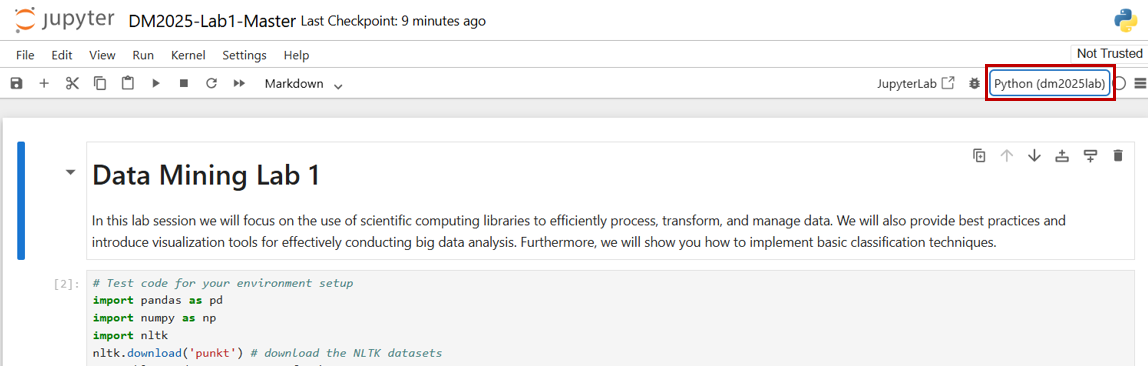 jupyter DM2025-Lab1-Master Last Checkpoint: 9 minutes ago
File Edit View Run Kernel Settings Help Not Trusted
Markdown JupyterLab Python (dm2025lab)
Data Mining Lab 1
In this lab session we will focus on the use of scientific computing libraries to efficiently process, transform, and manage data. We will also provide best practices and
introduce visualization tools for effectively conducting big data analysis. Furthermore, we will show you how to implement basic classification techniques.
[2]: # Test code for your environment setup
import pandas as pd
import numpy as np
import nltk
nltk.download('punkt') # download the NLTK datasets